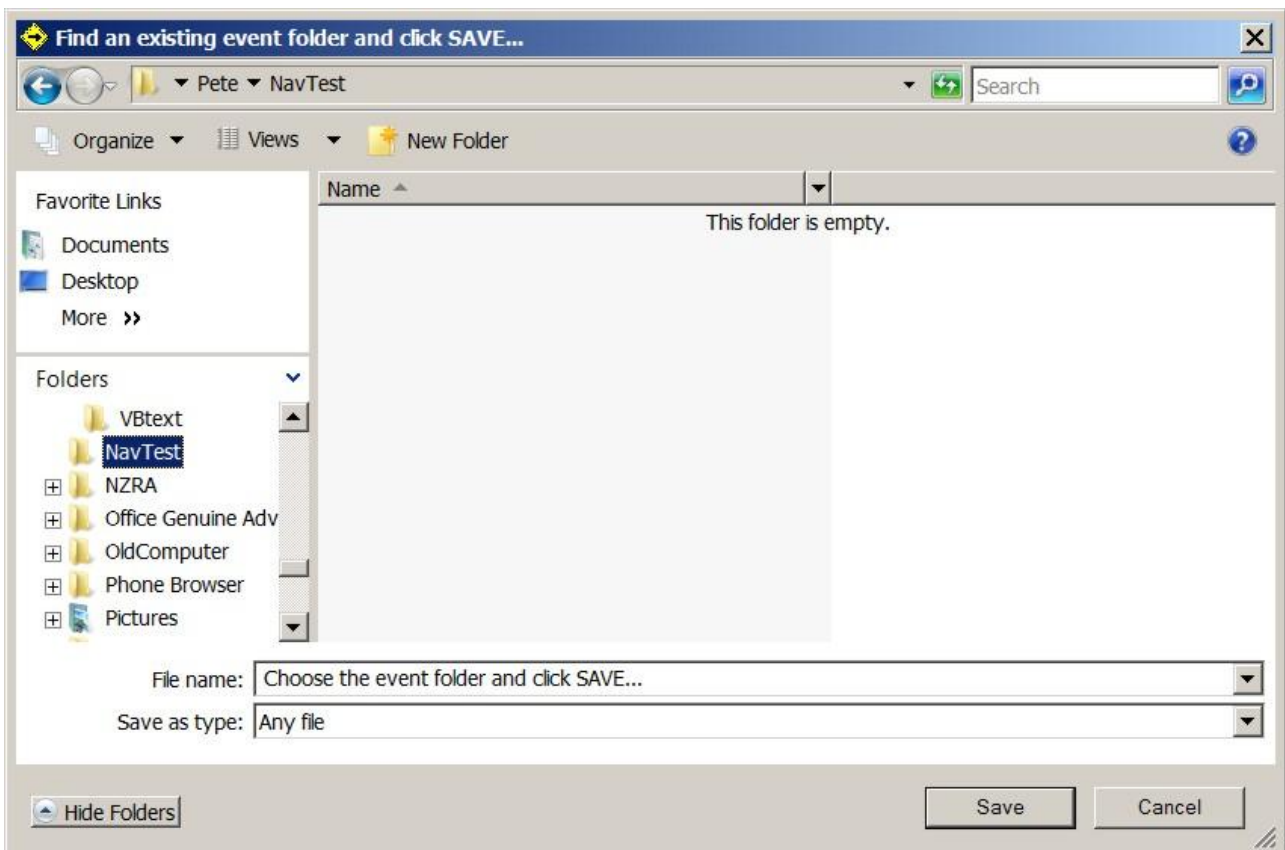 Find an existing event folder and click SAVE...
Pete NavTest
Search
Organize Views New Folder
Favorite Links
Documents
Desktop
More
Name
This folder is empty.
Folders
VBtext
NavTest
NZRA
Office Genuine Adv
OldComputer
Phone Browser
Pictures
File name: Choose the event folder and click SAVE...
Save as type: Any file
Hide Folders
Save Cancel